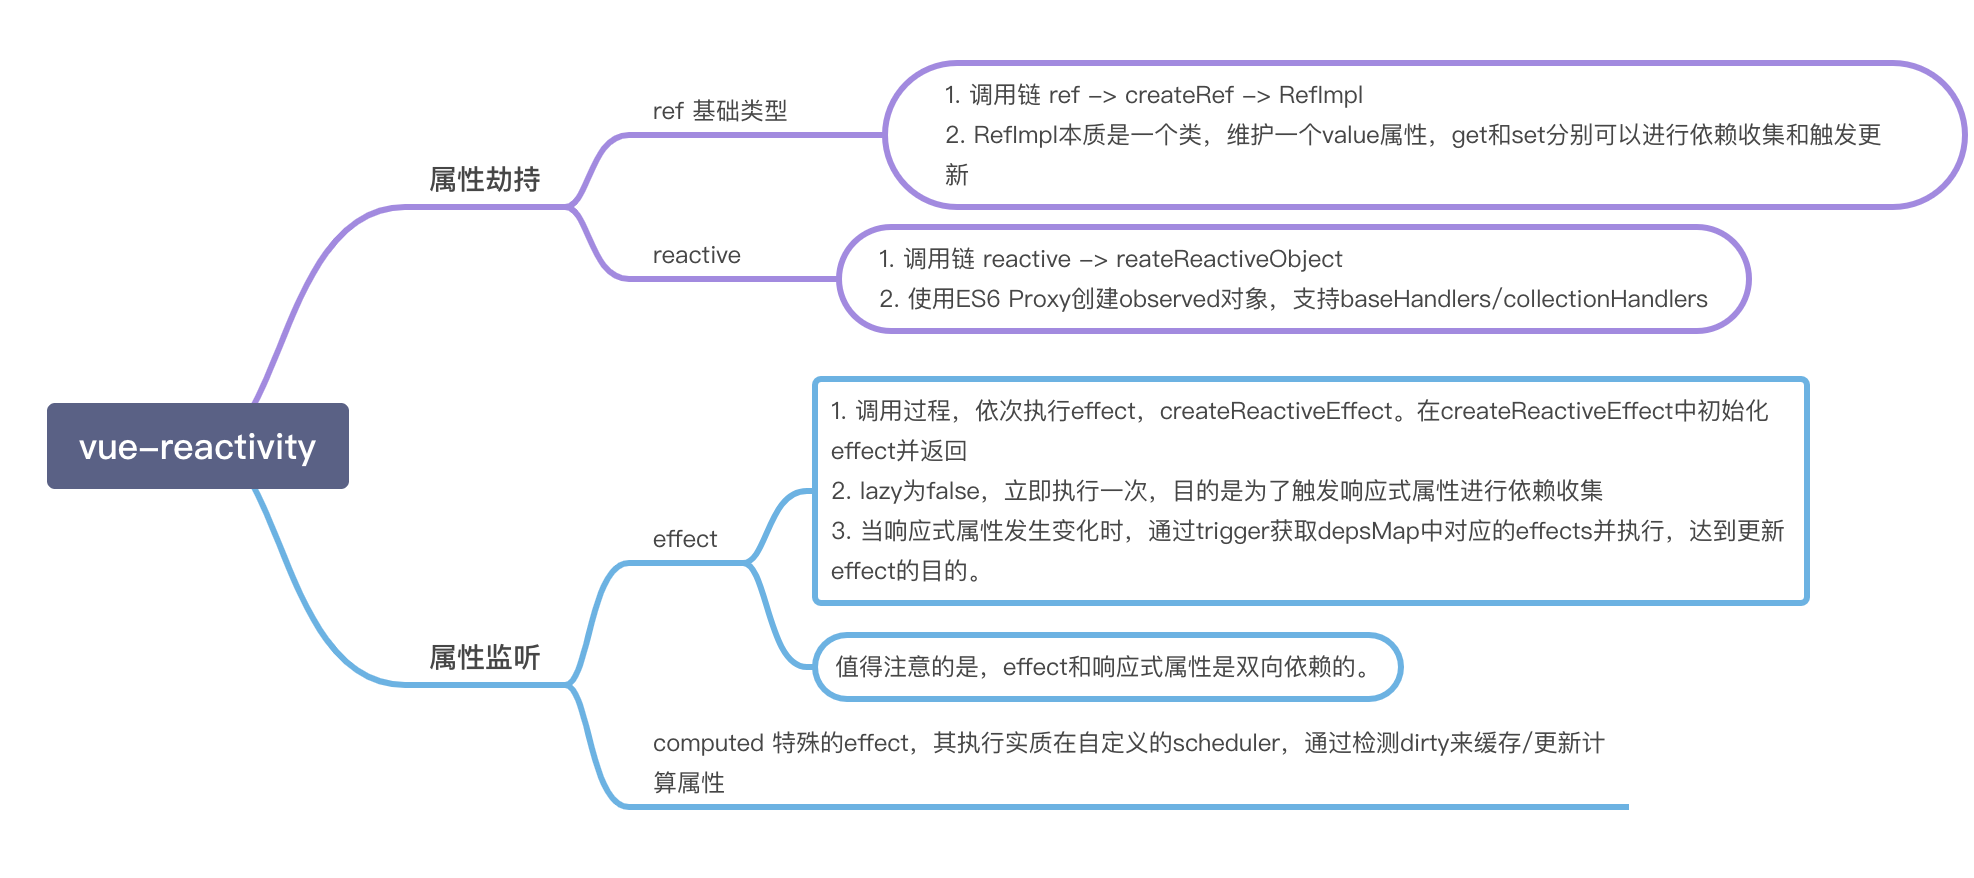 vue-reactivity
属性劫持
ref 基础类型
1. 调用链 ref -> createRef -> RefImpl
2. RefImpl本质是一个类，维护一个value属性，get和set分别可以进行依赖收集和触发更
新
reactive
1. 调用链 reactive -> reateReactiveObject
2. 使用ES6 Proxy创建observed对象，支持baseHandlers/collectionHandlers
属性监听
effect
1. 调用过程，依次执行effect，createReactiveEffect。在createReactiveEffect中初始化
effect并返回
2. lazy为false，立即执行一次，目的是为了触发响应式属性进行依赖收集
3. 当响应式属性发生变化时，通过trigger获取depsMap中对应的effects并执行，达到更新
effect的目的。
值得注意的是，effect和响应式属性是双向依赖的。
computed 特殊的effect，其执行实质在自定义的scheduler，通过检测dirty来缓存/更新计
算属性